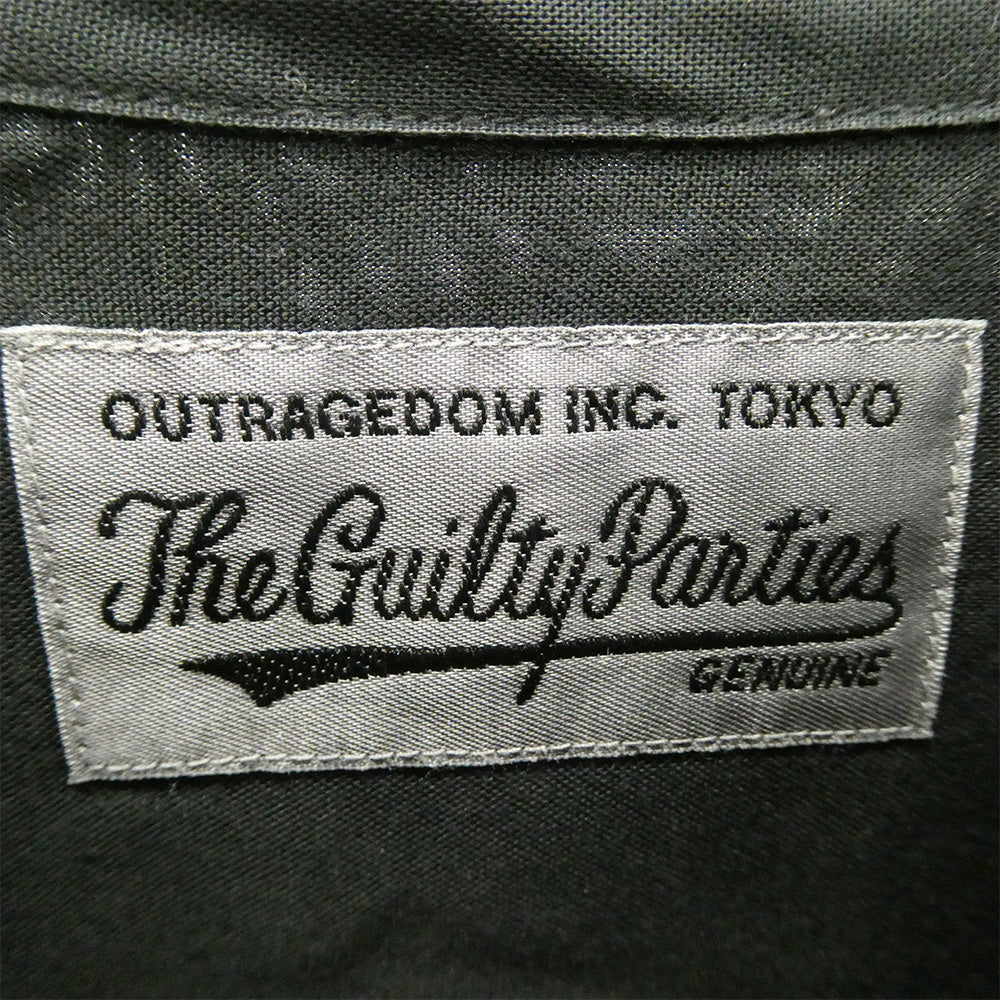 OUTRAGEDOM INC. TOKYO
The Guilty Parties
GENUINE